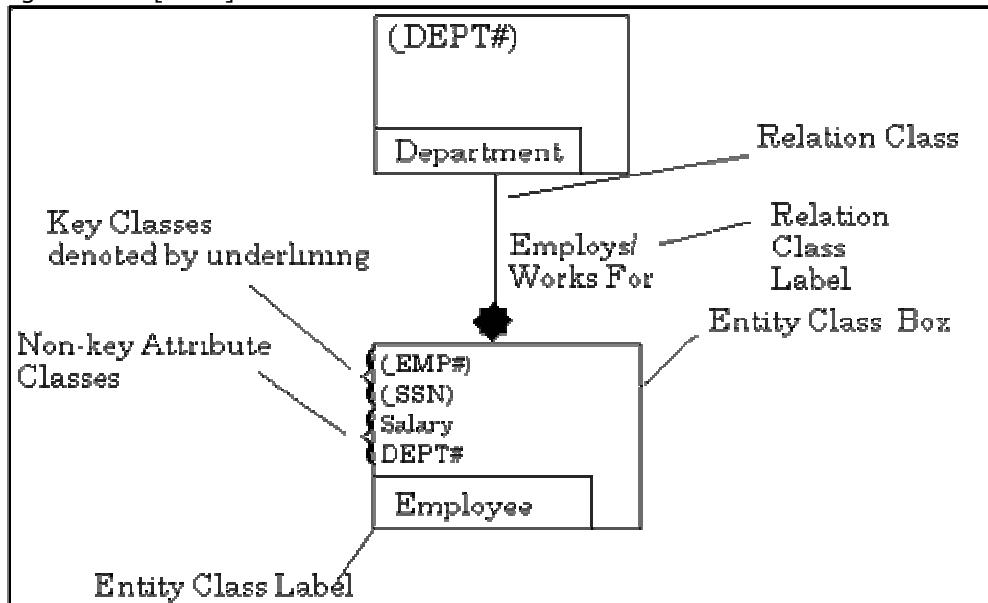 (DEPT#)
Department
Relation Class
Key Classes
denoted by underlining
Employs/
Works For
Relation
Class
Label
Entity Class Box
Non-key Attribute
Classes
(EMP#)
(SSN)
Salary
DEPT#
Employee
Entity Class Label